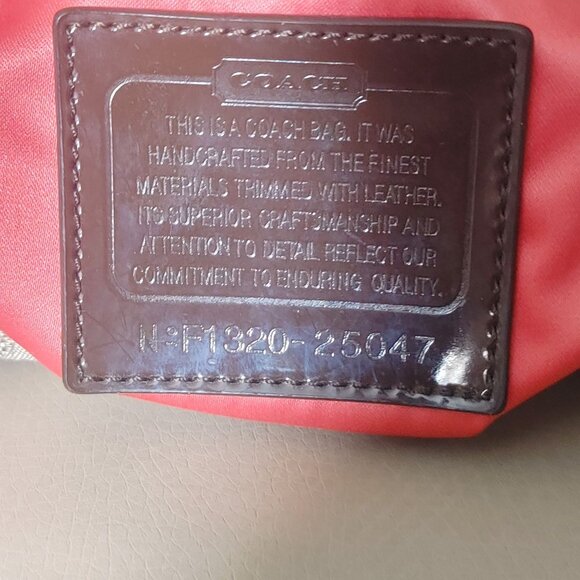 COACH
THIS IS A COACH BAG. IT WAS
HANDCRAFTED FROM THE FINEST
MATERIALS TRIMMED WITH LEATHER.
ITS SUPERIOR CRAFTSMANSHIP AND
ATTENTION TO DETAIL REFLECT OUR
COMMITMENT TO ENDURING QUALITY.
Nº F1320-25047